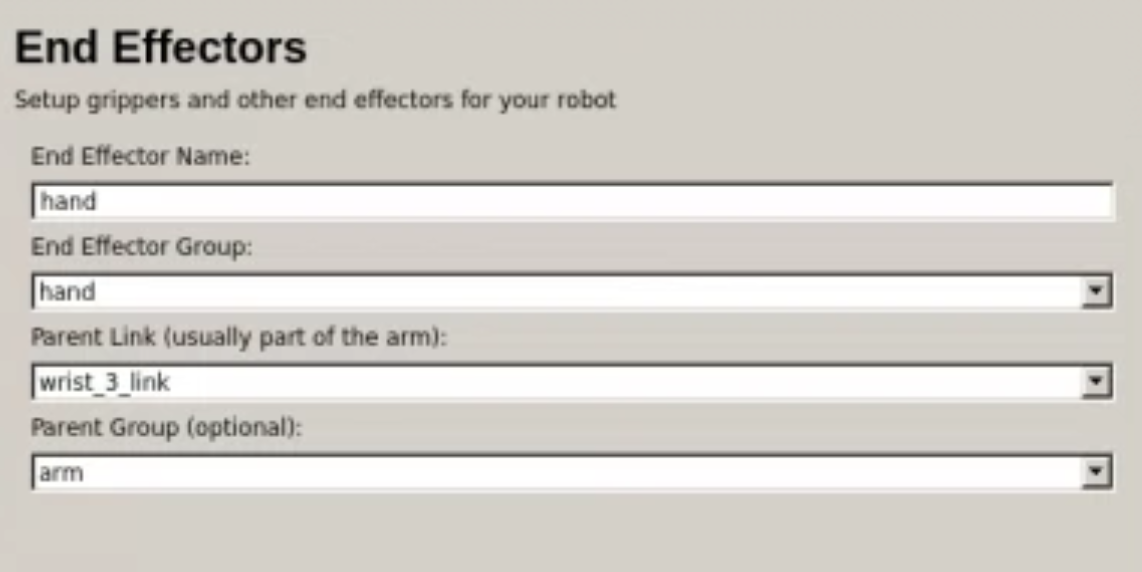 End Effectors
Setup grippers and other end effectors for your robot
End Effector Name:
hand
End Effector Group:
hand
Parent Link (usually part of the arm):
wrist_3_link
Parent Group (optional):
arm